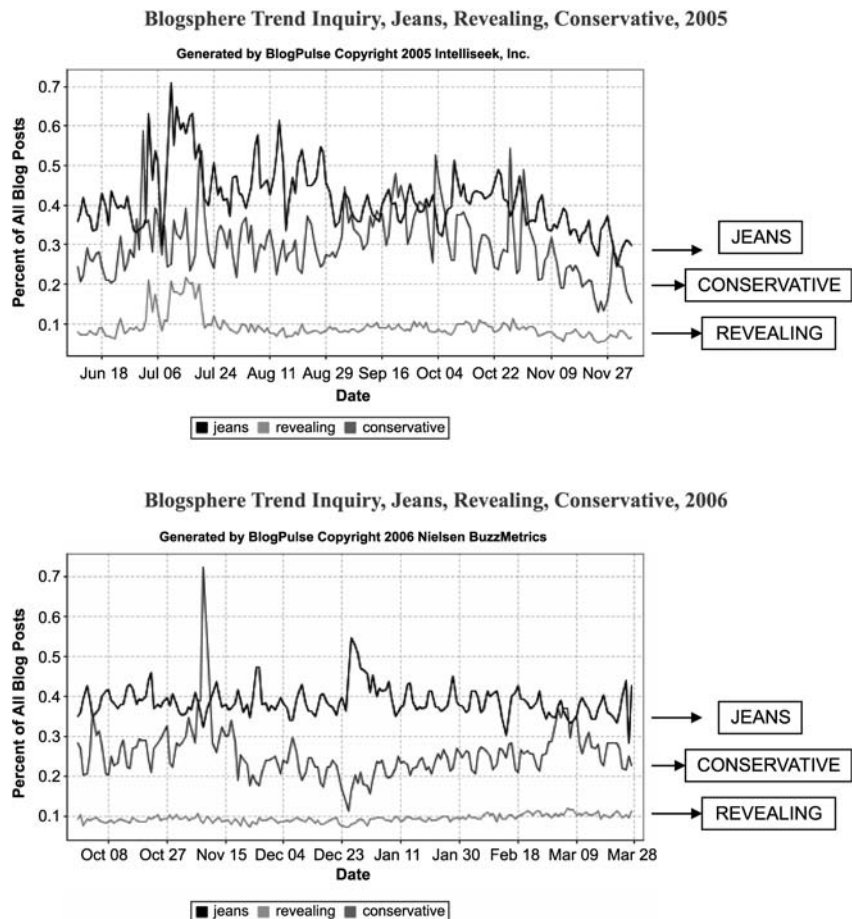 Blogsphere Trend Inquiry, Jeans, Revealing, Conservative, 2005
Generated by BlogPulse Copyright 2005 Intelliseek, Inc.
Percent of All Blog Posts
0.7
0.6
0.5
0.4
0.3
0.2
0.1
JEANS
CONSERVATIVE
REVEALING
Jun 18 Jul 06 Jul 24 Aug 11 Aug 29 Sep 16 Oct 04 Oct 22 Nov 09 Nov 27
Date
jeans revealing conservative
Blogsphere Trend Inquiry, Jeans, Revealing, Conservative, 2006
Generated by BlogPulse Copyright 2006 Nielsen BuzzMetrics
Percent of All Blog Posts
0.7
0.6
0.5
0.4
0.3
0.2
0.1
JEANS
CONSERVATIVE
REVEALING
Oct 08 Oct 27 Nov 15 Dec 04 Dec 23 Jan 11 Jan 30 Feb 18 Mar 09 Mar 28
Date
jeans revealing conservative